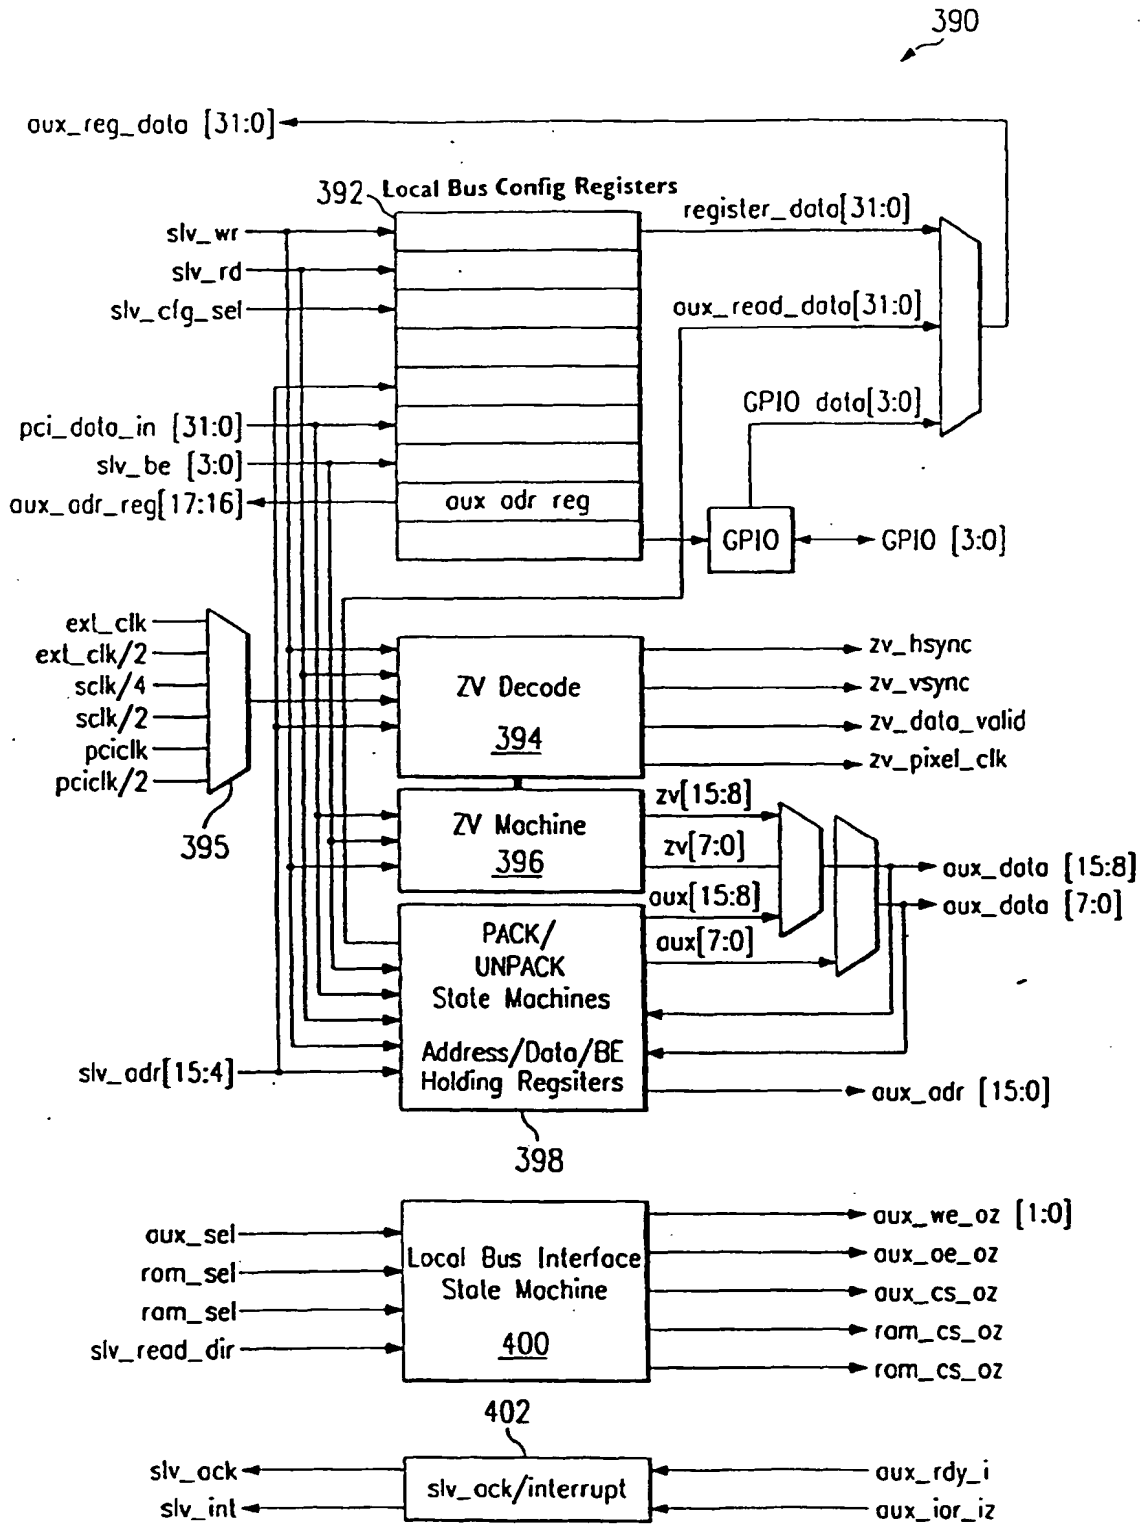 390
aux_reg_data [31:0]
392 Local Bus Config Registers
slv_wr
register_data[31:0]
slv_rd
slv_cfg_sel
aux_read_data[31:0]
GPIO data[3:0]
pci_data_in [31:0]
slv_be [3:0]
aux_adr_reg[17:16]
aux adr reg
GPIO
GPIO [3:0]
ext_clk
ext_clk/2
sclk/4
sclk/2
pciclk
pciclk/2
395
ZV Decode
394
zv_hsync
zv_vsync
zv_data_valid
zv_pixel_clk
ZV Machine
396
zv[15:8]
zv[7:0]
aux[15:8]
aux[7:0]
aux_data [15:8]
aux_data [7:0]
PACK/
UNPACK
State Machines
Address/Data/BE
Holding Regsiters
slv_adr[15:4]
aux_adr [15:0]
398
aux_sel
rom_sel
ram_sel
slv_read_dir
Local Bus Interface
State Machine
400
aux_we_oz [1:0]
aux_oe_oz
aux_cs_oz
ram_cs_oz
rom_cs_oz
402
slv_ack
slv_int
slv_ack/interrupt
aux_rdy_i
aux_ior_iz